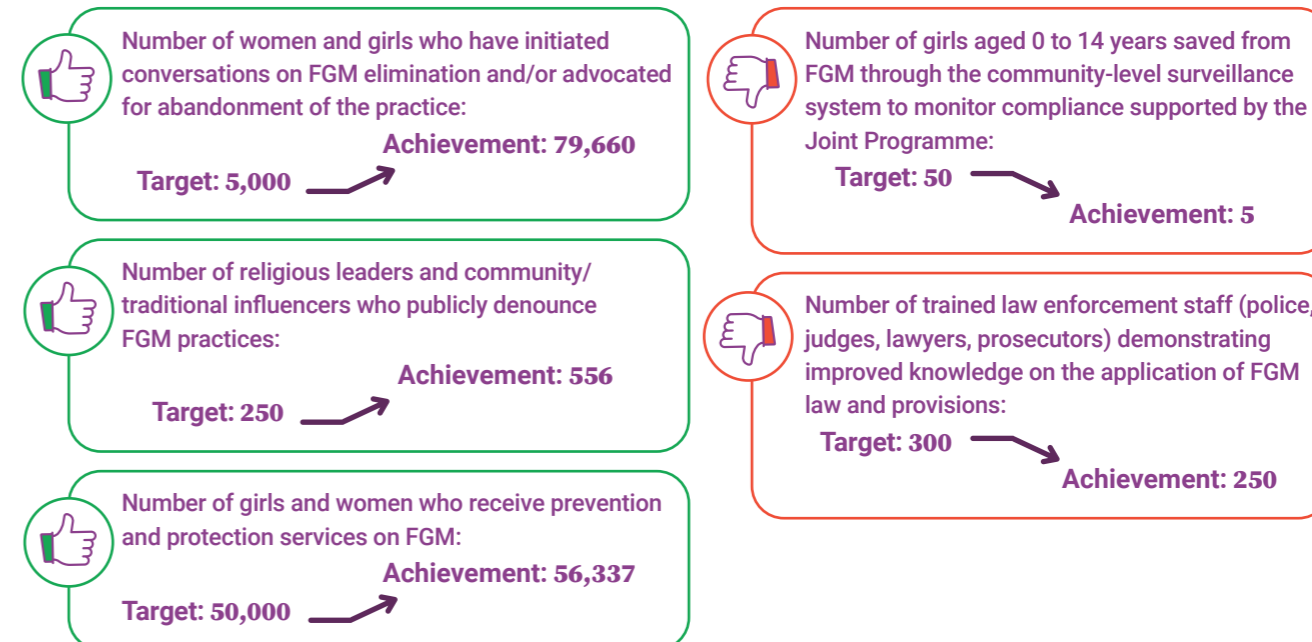 Number of women and girls who have initiated
conversations on FGM elimination and/or advocated
for abandonment of the practice:
Achievement: 79,660
Target: 5,000
Number of religious leaders and community/
traditional influencers who publicly denounce
FGM practices:
Achievement: 556
Target: 250
Number of girls and women who receive prevention
and protection services on FGM:
Achievement: 56,337
Target: 50,000
Number of girls aged 0 to 14 years saved from
FGM through the community-level surveillance
system to monitor compliance supported by the
Joint Programme:
Target: 50
Achievement: 5
Number of trained law enforcement staff (police,
judges, lawyers, prosecutors) demonstrating
improved knowledge on the application of FGM
law and provisions:
Target: 300
Achievement: 250